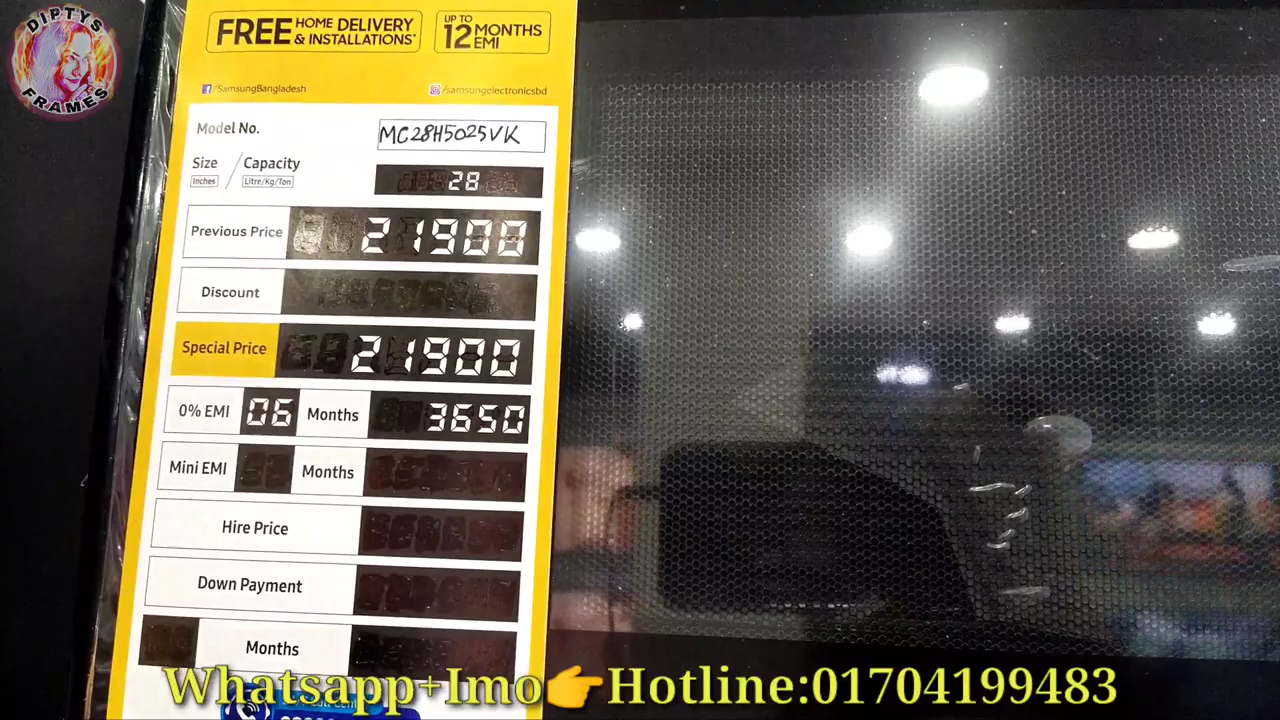 DIPTYS
FRAMES
FREE HOME DELIVERY & INSTALLATIONS*
UP TO 12 MONTHS EMI
/SamsungBangladesh
/samsungelectronicsbd
Model No. MC28H5025VK
Size Inches / Capacity Litre/Kg/Ton 28
Previous Price 21900
Discount
Special Price 21900
0% EMI 06 Months 3650
Mini EMI Months
Hire Price
Down Payment
Months
Whatsapp+Imo👉Hotline:01704199483